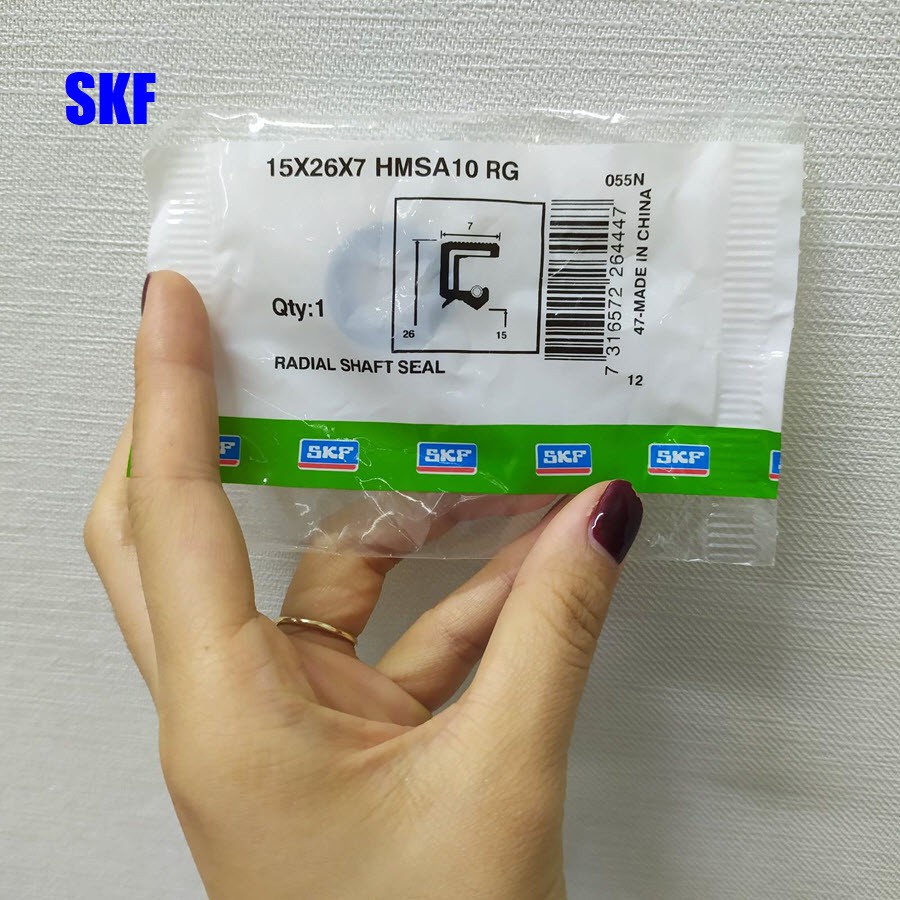 SKF
15X26X7 HMSA10 RG
055N
7
26
15
Qty:1
RADIAL SHAFT SEAL
7 316572 264447
47-MADE IN CHINA
12
SKF SKF SKF SKF SKF